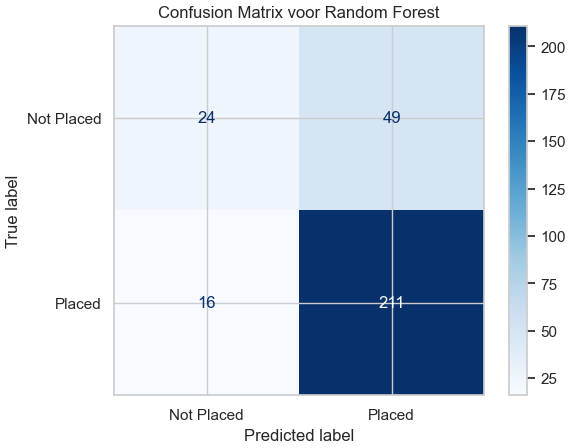 Confusion Matrix voor Random Forest
True label
Not Placed
24
49
Placed
16
211
Not Placed
Placed
Predicted label
200
175
150
125
100
75
50
25